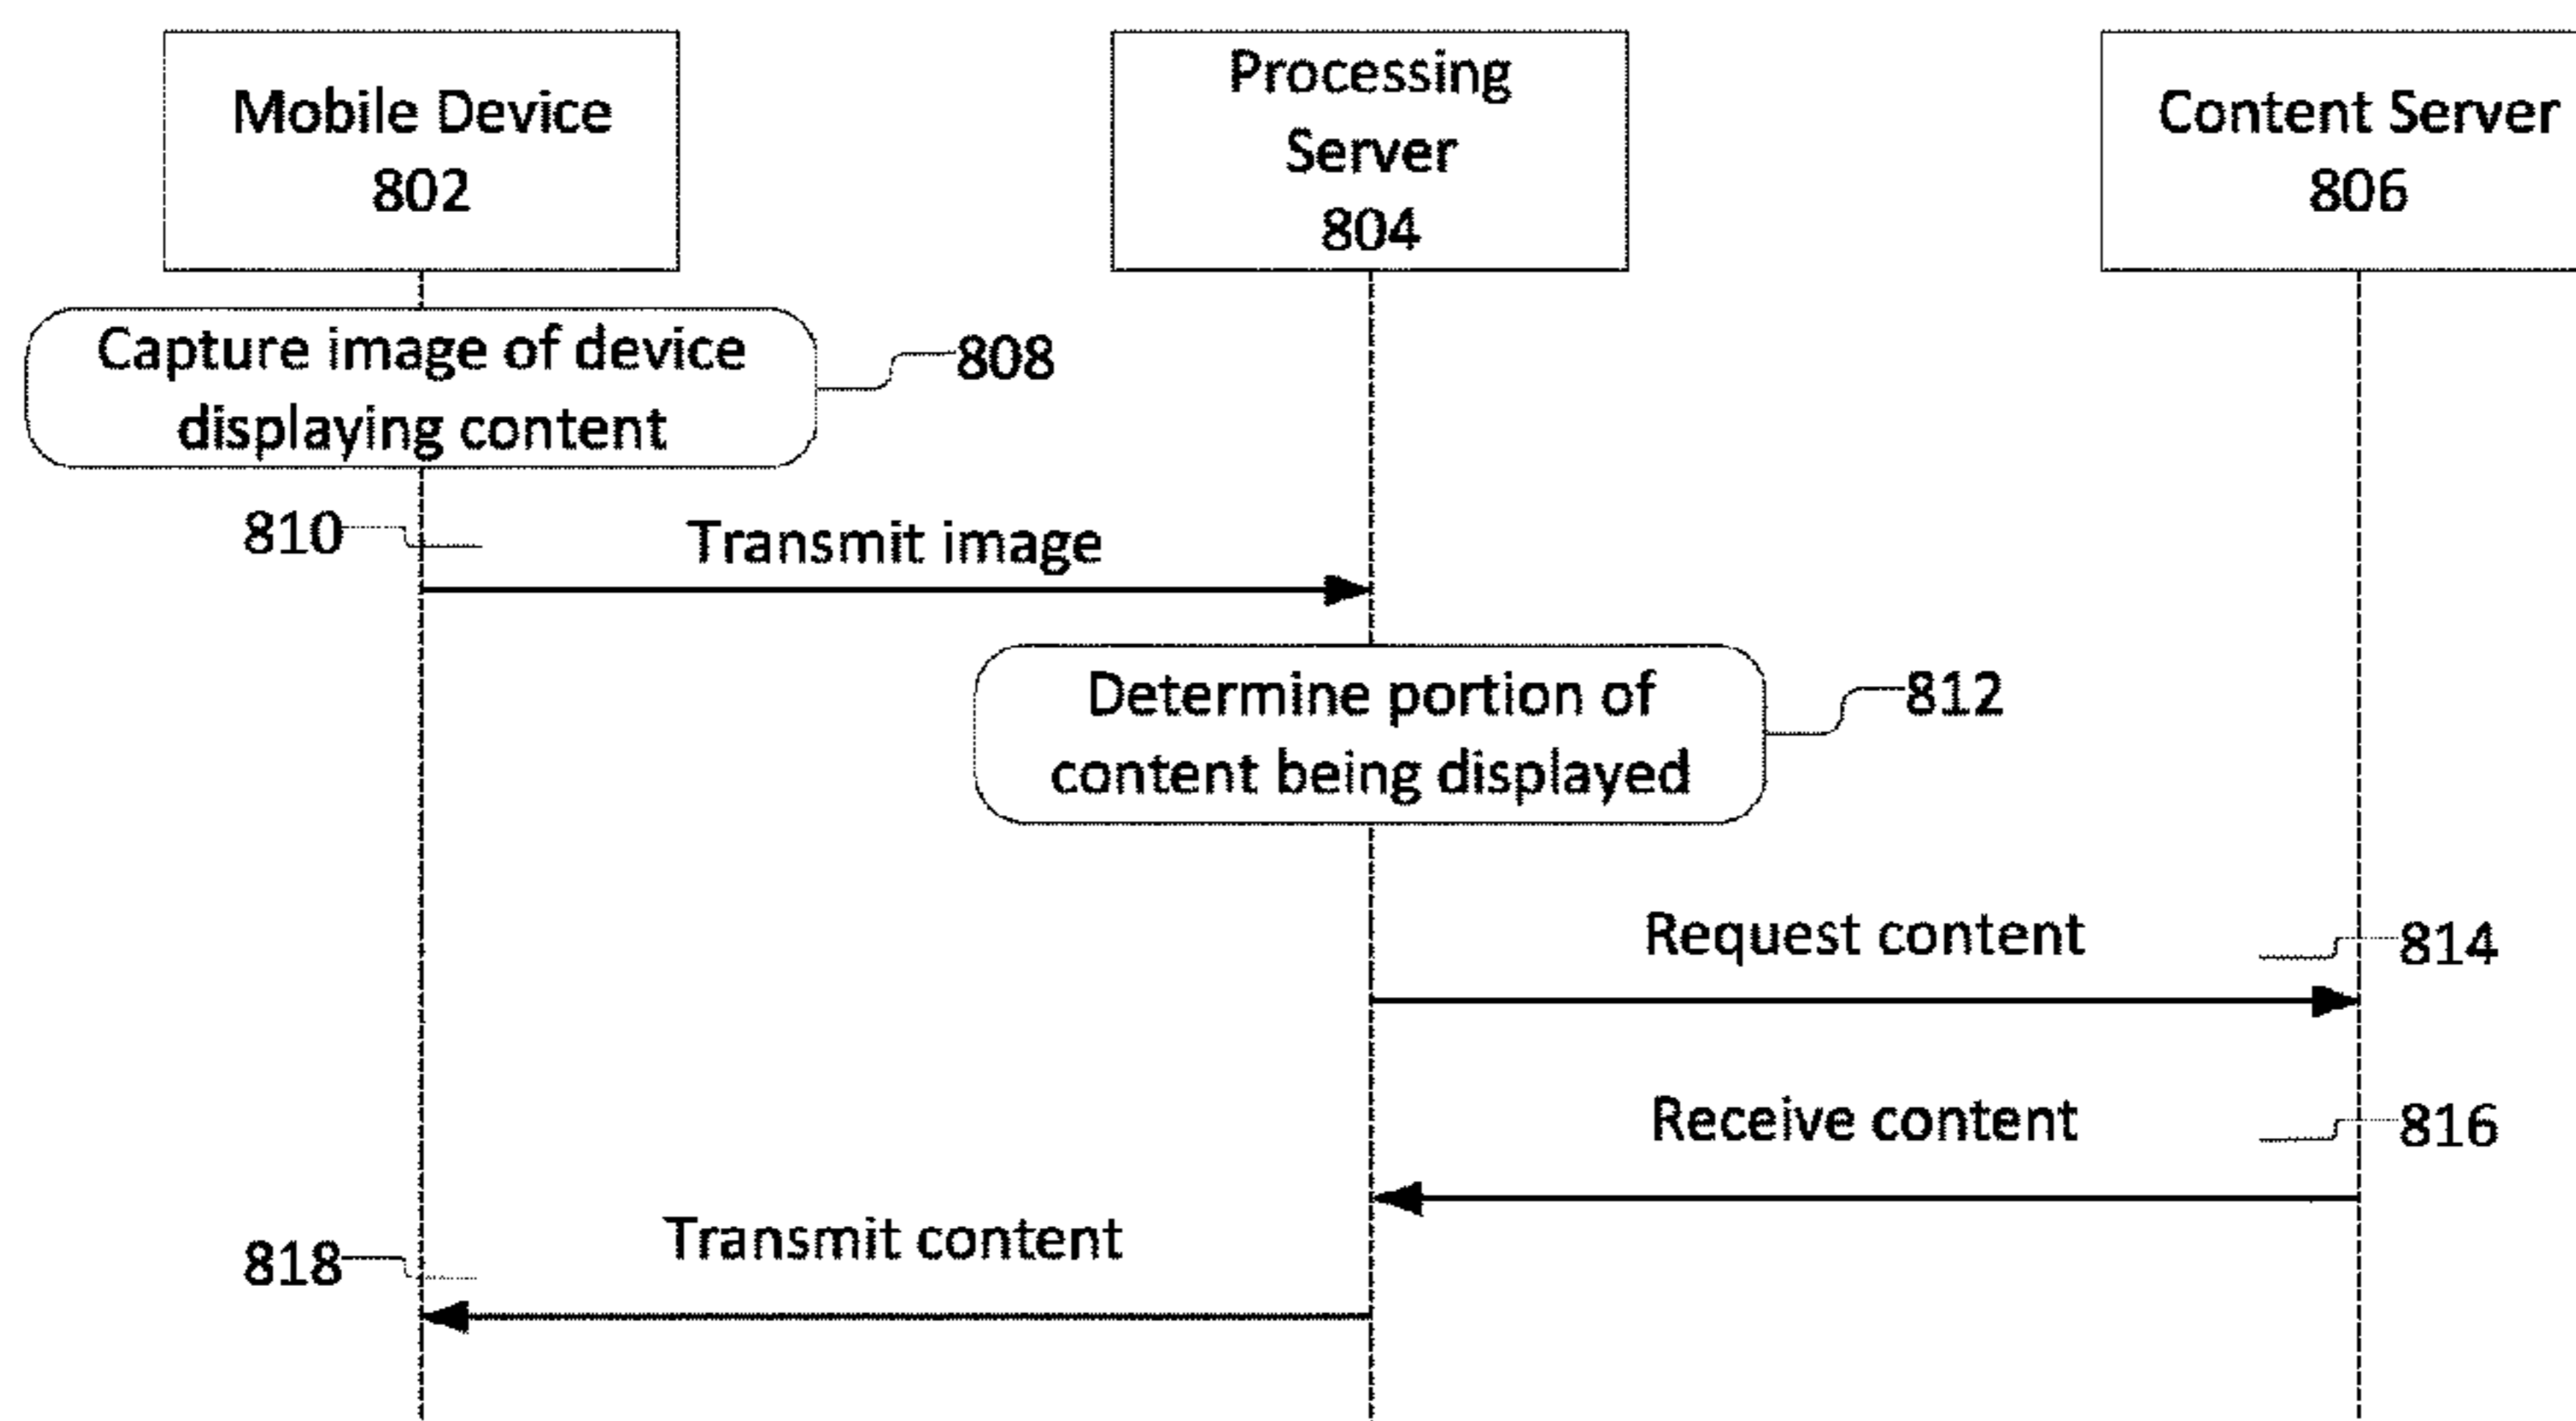 Mobile Device
802
Processing
Server
804
Content Server
806
Capture image of device
displaying content
808
810
Transmit image
Determine portion of
content being displayed
812
Request content
814
Receive content
816
Transmit content
818